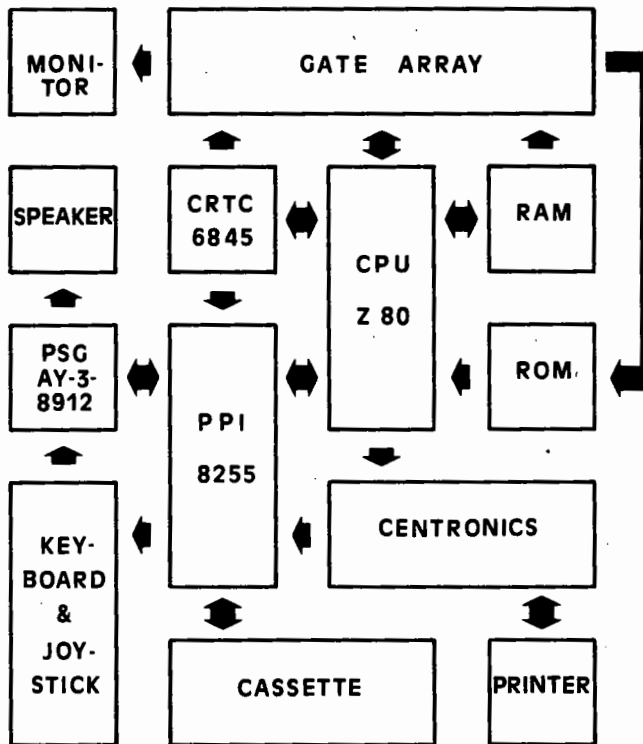 MONI-
TOR
GATE ARRAY
SPEAKER
CRTC
6845
CPU
Z 80
RAM
PSG
AY-3-
8912
PPI
8255
ROM
KEY-
BOARD
&
JOY-
STICK
CENTRONICS
CASSETTE
PRINTER